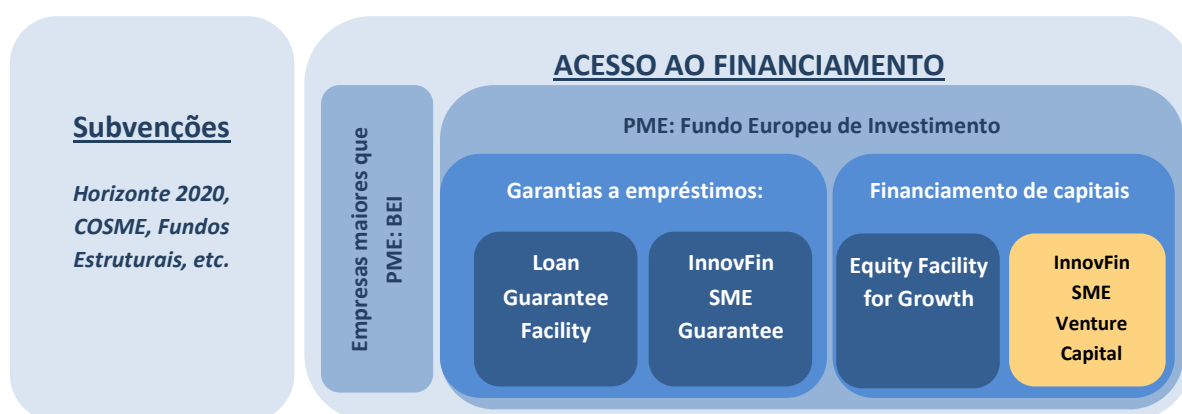 Subvenções
Horizonte 2020,
COSME, Fundos
Estruturais, etc.
ACESSO AO FINANCIAMENTO
Empresas maiores que
PME: BEI
PME: Fundo Europeu de Investimento
Garantias a empréstimos:
Loan
Guarantee
Facility
InnovFin
SME
Guarantee
Financiamento de capitais
Equity Facility
for Growth
InnovFin
SME
Venture
Capital